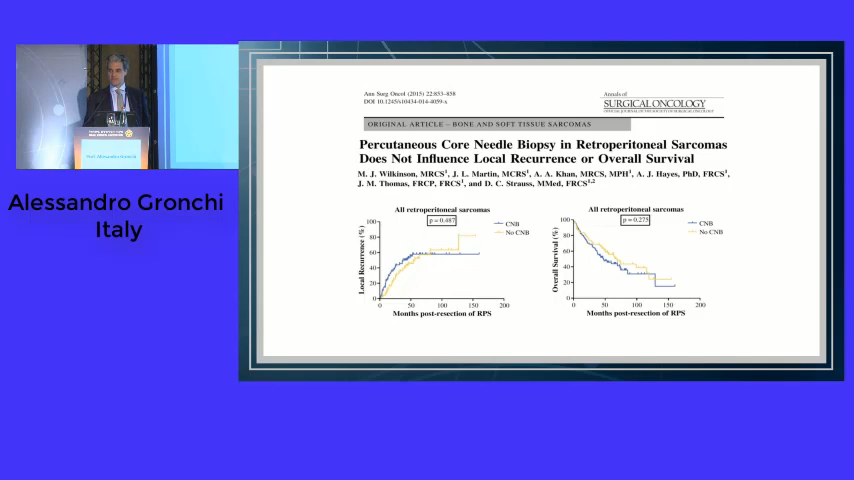 Prof. Alessandro Gronchi
Alessandro Gronchi
Italy
Ann Surg Oncol (2015) 22:853–858
DOI 10.1245/s10434-014-4059-x
Annals of
SURGICAL ONCOLOGY
OFFICIAL JOURNAL OF THE SOCIETY OF SURGICAL ONCOLOGY
ORIGINAL ARTICLE – BONE AND SOFT TISSUE SARCOMAS
Percutaneous Core Needle Biopsy in Retroperitoneal Sarcomas
Does Not Influence Local Recurrence or Overall Survival
M. J. Wilkinson, MRCS1, J. L. Martin, MCRS1, A. A. Khan, MRCS, MPH1, A. J. Hayes, PhD, FRCS1,
J. M. Thomas, FRCP, FRCS1, and D. C. Strauss, MMed, FRCS1,2
All retroperitoneal sarcomas
p = 0.487
CNB
No CNB
Local Recurrence (%)
100
80
60
40
20
0
0 50 100 150 200
Months post-resection of RPS
All retroperitoneal sarcomas
p = 0.275
CNB
No CNB
Overall Survival (%)
100
80
60
40
20
0
0 50 100 150 200
Months post-resection of RPS